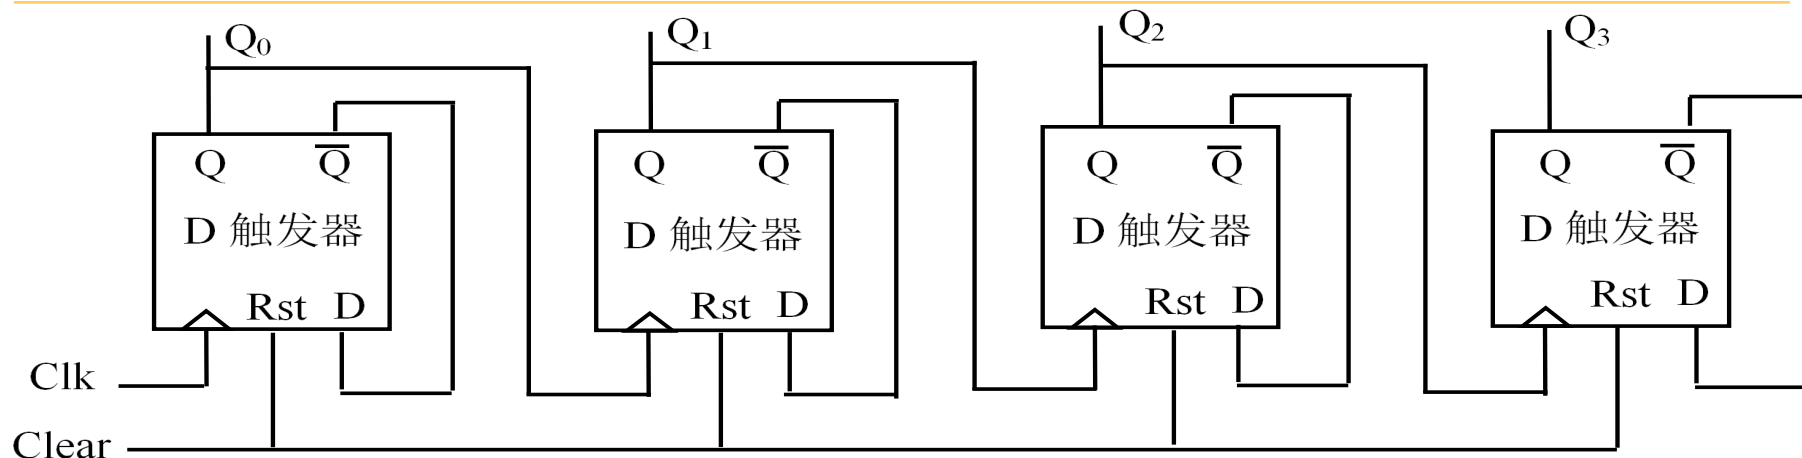 Q₀ Q₁ Q₂ Q₃
Q Q̅ Q Q̅ Q Q̅ Q Q̅
D 触发器 D 触发器 D 触发器 D 触发器
Rst D Rst D Rst D Rst D
Clk
Clear